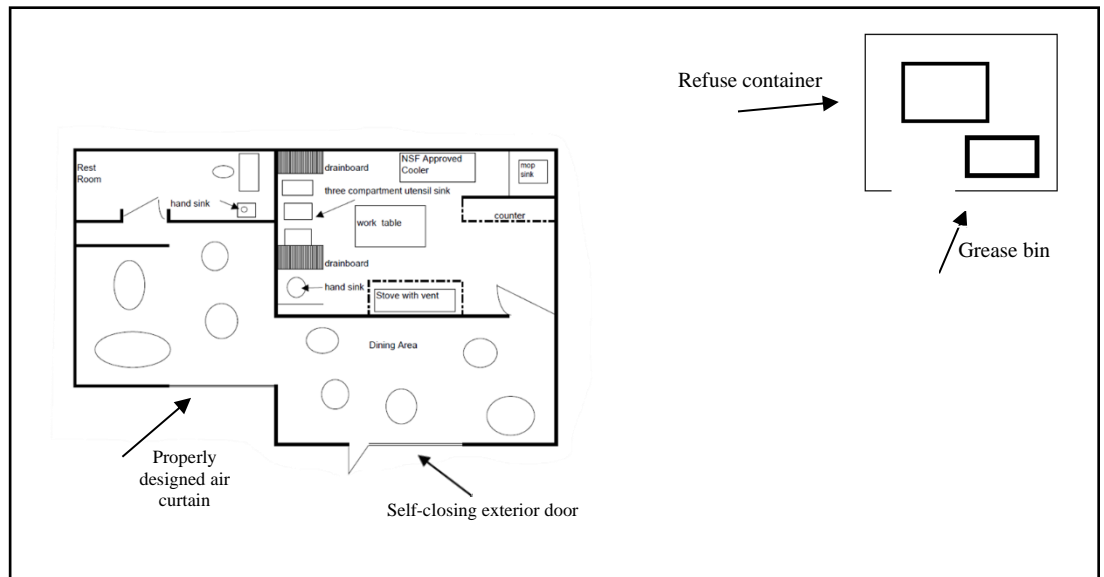 Refuse container
Grease bin
Rest
Room
hand sink
drainboard
NSF Approved
Cooler
mop
sink
three compartment utensil sink
work table
counter
drainboard
hand sink
Stove with vent
Dining Area
Properly
designed air
curtain
Self-closing exterior door